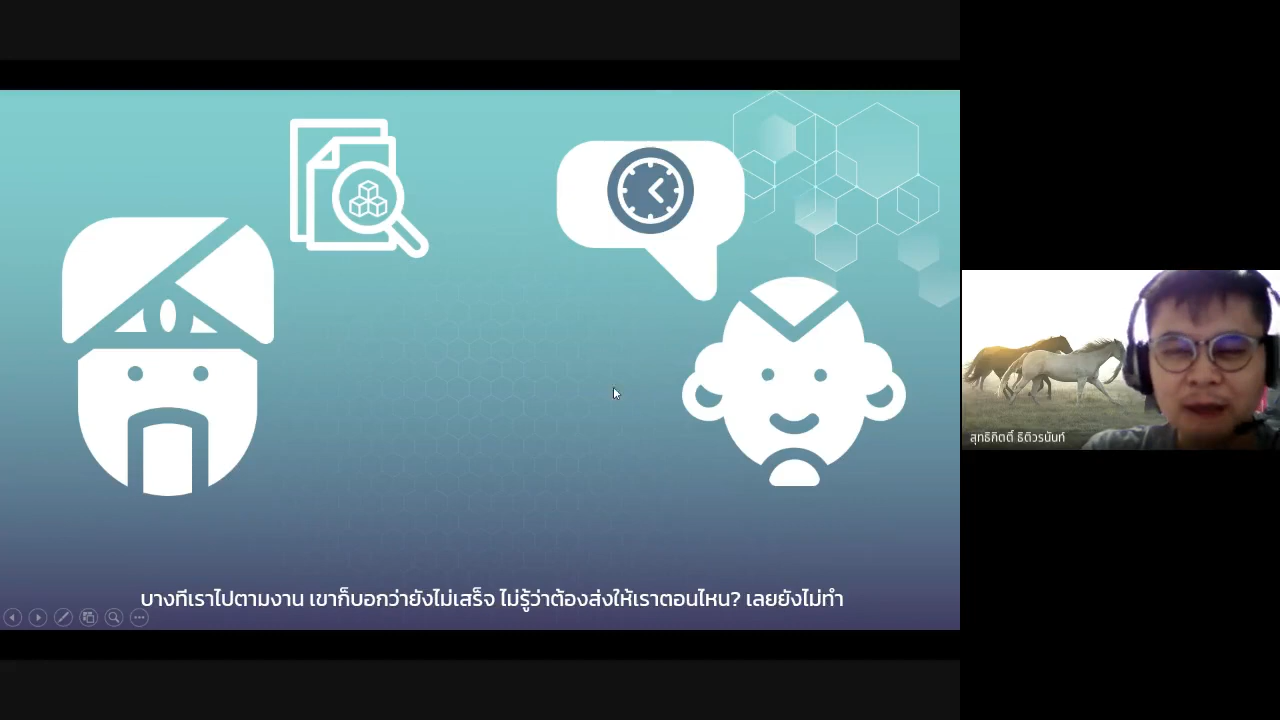 บางทีเราไปตามงาน เขาก็บอกว่ายังไม่เสร็จ ไม่รู้ว่าต้องส่งให้เราตอนไหน? เลยยังไม่ทำ
สุทธิกิตติ์ ธิติวรนันท์